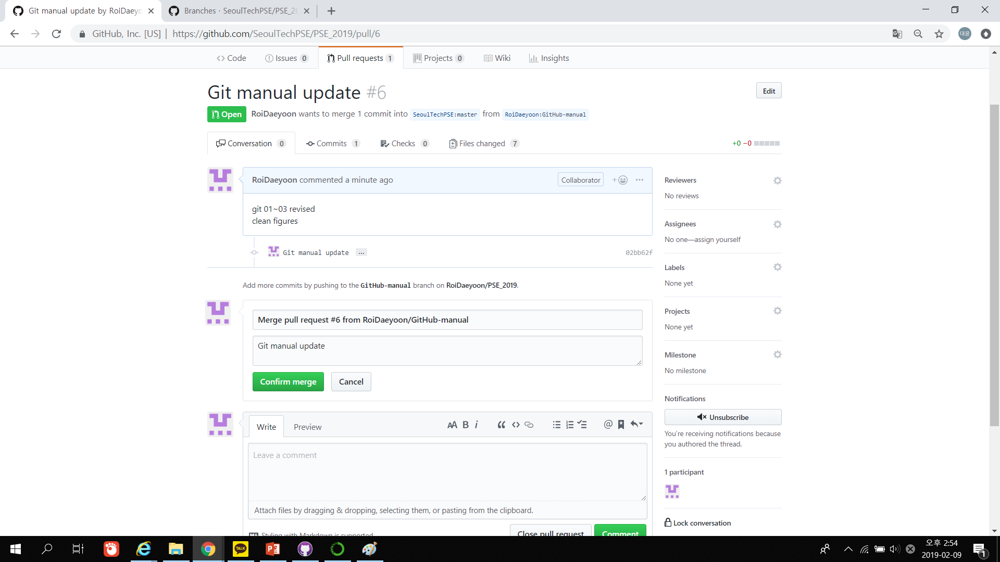 Git manual update by RoiDaeyo
Branches · SeoulTechPSE/PSE_20
GitHub, Inc. [US] | https://github.com/SeoulTechPSE/PSE_2019/pull/6
대윤
Code
Issues 0
Pull requests 1
Projects 0
Wiki
Insights
Git manual update #6
Edit
Open
RoiDaeyoon wants to merge 1 commit into SeoulTechPSE:master from RoiDaeyoon:GitHub-manual
Conversation 0
Commits 1
Checks 0
Files changed 7
+0 −0
RoiDaeyoon commented a minute ago
Collaborator
git 01~03 revised
clean figures
Git manual update …
02bb62f
Add more commits by pushing to the GitHub-manual branch on RoiDaeyoon/PSE_2019.
Merge pull request #6 from RoiDaeyoon/GitHub-manual
Git manual update
Confirm merge
Cancel
Write
Preview
Leave a comment
Attach files by dragging & dropping, selecting them, or pasting from the clipboard.
Styling with Markdown is supported
Close pull request
Comment
Reviewers
No reviews
Assignees
No one—assign yourself
Labels
None yet
Projects
None yet
Milestone
No milestone
Notifications
Unsubscribe
You’re receiving notifications because
you authored the thread.
1 participant
Lock conversation
TALK
오후 2:54
2019-02-09
1